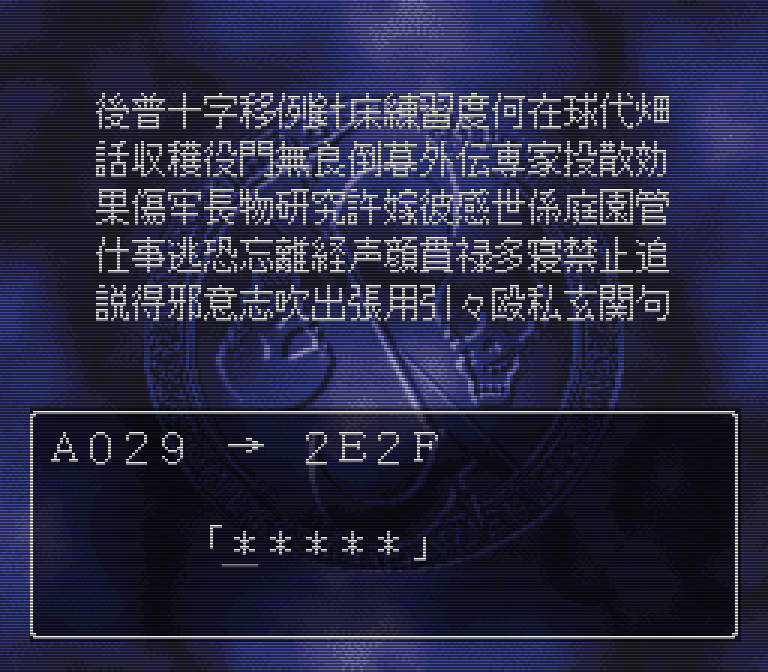 後普十字移例針床練習度何在球代畑
話収穫役門無良倒暮外伝専家投散効
果傷牢長物研究許嫁彼感世係庭園管
仕事逃恐忘離経声顔貫禄多寝禁止追
説得邪意志吹出張用引々殴私玄関句
A029 → 2E2F
「*****」